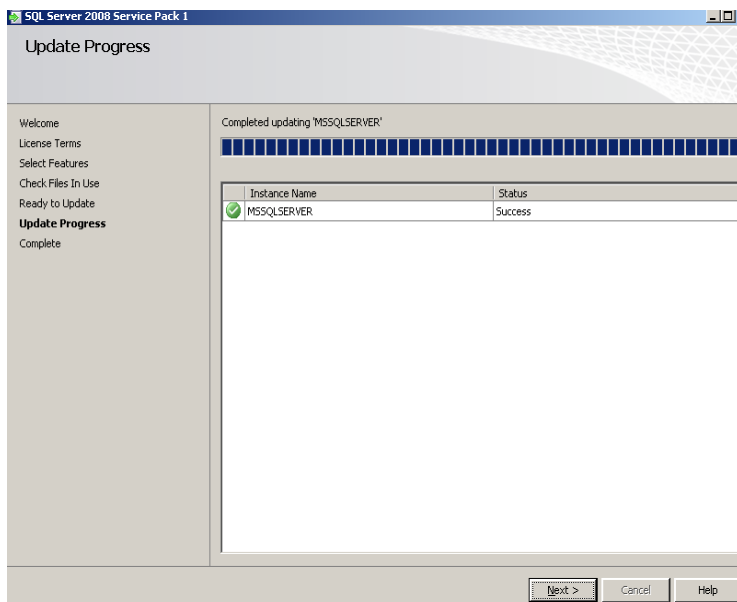 SQL Server 2008 Service Pack 1
Update Progress
Welcome
License Terms
Select Features
Check Files In Use
Ready to Update
Update Progress
Complete
Completed updating 'MSSQLSERVER'
Instance Name Status
MSSQLSERVER Success
Next > Cancel Help